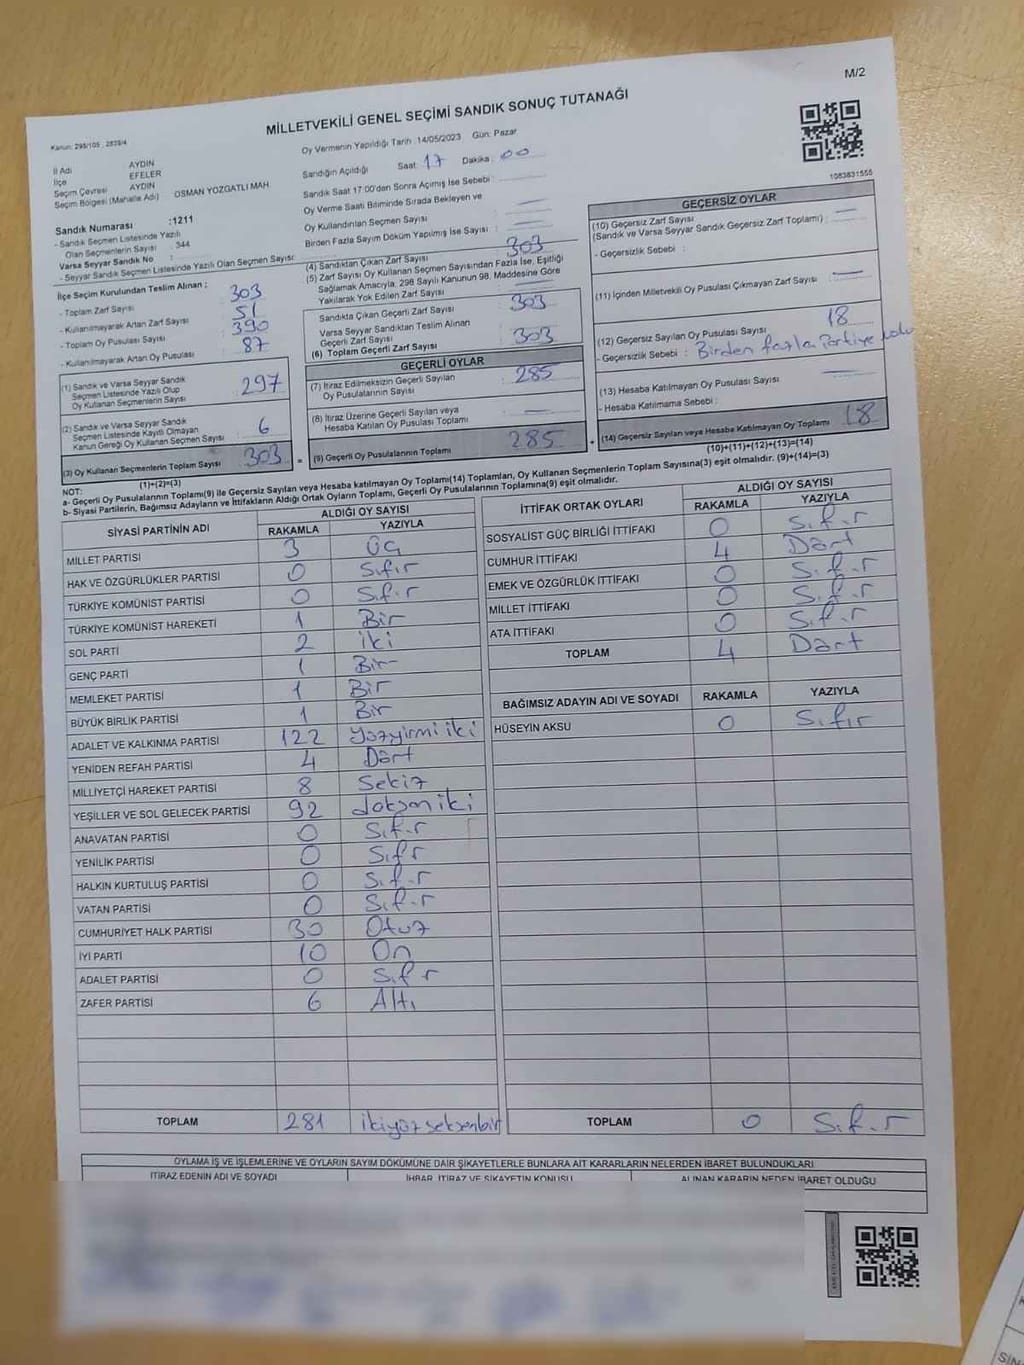 M/2
MİLLETVEKİLİ GENEL SEÇİMİ SANDIK SONUÇ TUTANAĞI
Kanun: 298/105 , 2839/4
Oy Vermenin Yapıldığı Tarih : 14/05/2023 Gün: Pazar
1083831555
İl Adı AYDIN
İlçe EFELER
Seçim Çevresi AYDIN
Seçim Bölgesi (Mahalle Adı) OSMAN YOZGATLI MAH
Sandık Numarası :1211
- Sandık Seçmen Listesinde Yazılı
Olan Seçmenlerin Sayısı : 344
Varsa Seyyar Sandık No :
- Seyyar Sandık Seçmen Listesinde Yazılı Olan Seçmen Sayısı:
Sandığın Açıldığı Saat: 17 Dakika : 00
Sandık Saat 17:00'den Sonra Açımış İse Sebebi :
Oy Verme Saati Bitiminde Sırada Bekleyen ve
Oy Kullandırılan Seçmen Sayısı :
Birden Fazla Sayım Döküm Yapılmış İse Sayısı :
İlçe Seçim Kurulundan Teslim Alınan :
- Toplam Zarf Sayısı : 303
- Kullanılmayarak Artan Zarf Sayısı : 51
- Toplam Oy Pusulası Sayısı : 390
- Kullanılmayarak Artan Oy Pusulası : 87
(1) Sandık ve Varsa Seyyar Sandık
Seçmen Listesinde Yazılı Olup
Oy Kullanan Seçmenlerin Sayısı : 297
(2) Sandık ve Varsa Seyyar Sandık
Seçmen Listesinde Kayıtlı Olmayan
Kanun Gereği Oy Kullanan Seçmen Sayısı : 6
(3) Oy Kullanan Seçmenlerin Toplam Sayısı : 303
(1)+(2)=(3)
(4) Sandıktan Çıkan Zarf Sayısı : 303
(5) Zarf Sayısı Oy Kullanan Seçmen Sayısından Fazla İse, Eşitliği
Sağlamak Amacıyla, 298 Sayılı Kanunun 98. Maddesine Göre
Yakılarak Yok Edilen Zarf Sayısı :
Sandıkta Çıkan Geçerli Zarf Sayısı : 303
Varsa Seyyar Sandıktan Teslim Alınan
Geçerli Zarf Sayısı :
(6) Toplam Geçerli Zarf Sayısı : 303
GEÇERLİ OYLAR
(7) İtiraz Edilmeksizin Geçerli Sayılan
Oy Pusulalarının Sayısı : 285
(8) İtiraz Üzerine Geçerli Sayılan veya
Hesaba Katılan Oy Pusulası Toplamı :
(9) Geçerli Oy Pusulalarının Toplamı : 285
GEÇERSİZ OYLAR
(10) Geçersiz Zarf Sayısı
(Sandık ve Varsa Seyyar Sandık Geçersiz Zarf Toplamı) :
- Geçersizlik Sebebi :
(11) İçinden Milletvekili Oy Pusulası Çıkmayan Zarf Sayısı :
(12) Geçersiz Sayılan Oy Pusulası Sayısı : 18
- Geçersizlik Sebebi : Birden fazla Partiye
(13) Hesaba Katılmayan Oy Pusulası Sayısı :
- Hesaba Katılmama Sebebi :
(14) Geçersiz Sayılan veya Hesaba Katılmayan Oy Toplamı 18
(10)+(11)+(12)+(13)=(14)
NOT:
a- Geçerli Oy Pusulalarının Toplamı(9) ile Geçersiz Sayılan veya Hesaba katılmayan Oy Toplamı(14) Toplamları, Oy Kullanan Seçmenlerin Toplam Sayısına(3) eşit olmalıdır. (9)+(14)=(3)
b- Siyasi Partilerin, Bağımsız Adayların ve İttifakların Aldığı Ortak Oyların Toplamı, Geçerli Oy Pusulalarının Toplamına(9) eşit olmalıdır.
SİYASİ PARTİNİN ADI ALDIĞI OY SAYISI
RAKAMLA YAZIYLA
MİLLET PARTİSİ 3 Üç
HAK VE ÖZGÜRLÜKLER PARTİSİ 0 Sıfır
TÜRKİYE KOMÜNİST PARTİSİ 0 Sıfır
TÜRKİYE KOMÜNİST HAREKETİ 1 Bir
SOL PARTİ 2 iki
GENÇ PARTİ 1 Bir
MEMLEKET PARTİSİ 1 Bir
BÜYÜK BİRLİK PARTİSİ 1 Bir
ADALET VE KALKINMA PARTİSİ 122 yüzyirmi iki
YENİDEN REFAH PARTİSİ 4 Dört
MİLLİYETÇİ HAREKET PARTİSİ 8 Sekiz
YEŞİLLER VE SOL GELECEK PARTİSİ 92 doksan iki
ANAVATAN PARTİSİ 0 Sıfır
YENİLİK PARTİSİ 0 Sıfır
HALKIN KURTULUŞ PARTİSİ 0 Sıfır
VATAN PARTİSİ 0 Sıfır
CUMHURİYET HALK PARTİSİ 30 Otuz
İYİ PARTİ 10 On
ADALET PARTİSİ 0 Sıfır
ZAFER PARTİSİ 6 Altı
TOPLAM 281 ikiyüzseksenbir
İTTİFAK ORTAK OYLARI ALDIĞI OY SAYISI
RAKAMLA YAZIYLA
SOSYALİST GÜÇ BİRLİĞİ İTTİFAKI 0 Sıfır
CUMHUR İTTİFAKI 4 Dört
EMEK VE ÖZGÜRLÜK İTTİFAKI 0 Sıfır
MİLLET İTTİFAKI 0 Sıfır
ATA İTTİFAKI 0 Sıfır
TOPLAM 4 Dört
BAĞIMSIZ ADAYIN ADI VE SOYADI RAKAMLA YAZIYLA
HÜSEYİN AKSU 0 Sıfır
TOPLAM 0 Sıfır
OYLAMA İŞ VE İŞLEMLERİNE VE OYLARIN SAYIM DÖKÜMÜNE DAİR ŞİKAYETLERLE BUNLARA AİT KARARLARIN NELERDEN İBARET BULUNDUKLARI
İTİRAZ EDENİN ADI VE SOYADI İHBAR, İTİRAZ VE ŞİKAYETİN KONUSU ALINAN KARARIN NEDEN İBARET OLDUĞU